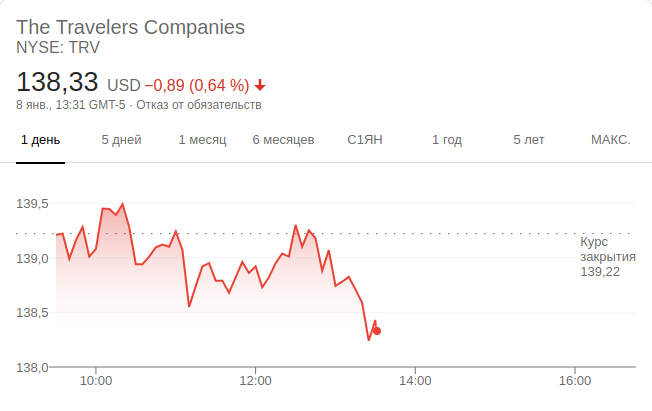 The Travelers Companies
NYSE: TRV
138,33 USD −0,89 (0,64 %)
8 янв., 13:31 GMT-5 · Отказ от обязательств
1 день 5 дней 1 месяц 6 месяцев С1ЯН 1 год 5 лет МАКС.
139,5
Курс
закрытия
139,22
139,0
138,5
138,0
10:00 12:00 14:00 16:00